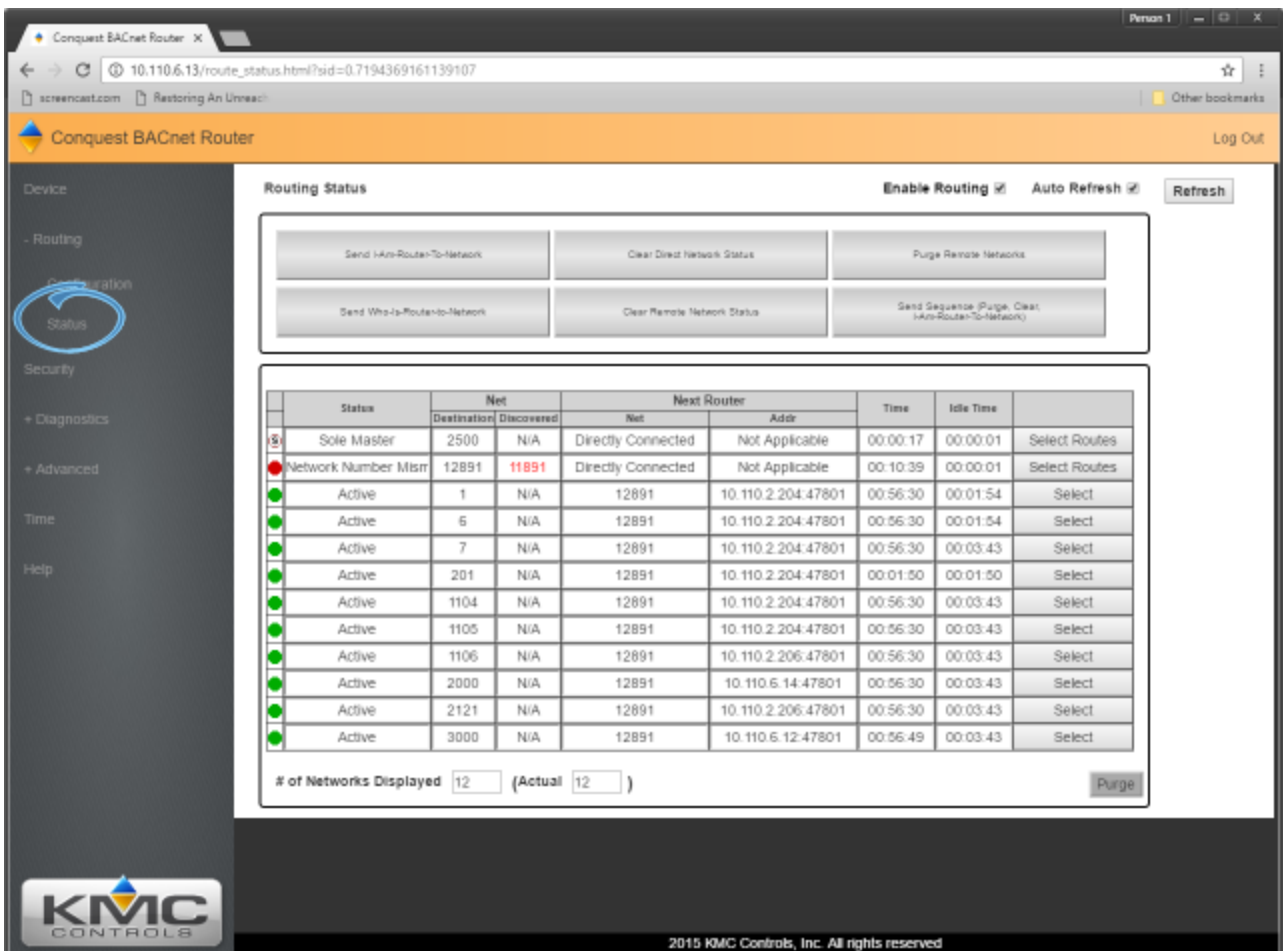 Person 1
Conquest BACnet Router
10.110.6.13/route_status.html?sid=0.7194369161139107
screencast.com Restoring An Unreach Other bookmarks
Conquest BACnet Router Log Out
Device
- Routing
Configuration
Status
Security
+ Diagnostics
+ Advanced
Time
Help
Routing Status Enable Routing Auto Refresh Refresh
Send I-Am-Router-To-Network Clear Direct Network Status Purge Remote Networks
Send Who-Is-Router-to-Network Clear Remote Network Status Send Sequence (Purge, Clear,
I-Am-Router-To-Network)
Status Net Next Router Time Idle Time
Destination Discovered Net Addr
S Sole Master 2500 N/A Directly Connected Not Applicable 00:00:17 00:00:01 Select Routes
Network Number Mism 12891 11891 Directly Connected Not Applicable 00:10:39 00:00:01 Select Routes
Active 1 N/A 12891 10.110.2.204:47801 00:56:30 00:01:54 Select
Active 6 N/A 12891 10.110.2.204:47801 00:56:30 00:01:54 Select
Active 7 N/A 12891 10.110.2.204:47801 00:56:30 00:03:43 Select
Active 201 N/A 12891 10.110.2.204:47801 00:01:50 00:01:50 Select
Active 1104 N/A 12891 10.110.2.204:47801 00:56:30 00:03:43 Select
Active 1105 N/A 12891 10.110.2.204:47801 00:56:30 00:03:43 Select
Active 1106 N/A 12891 10.110.2.206:47801 00:56:30 00:03:43 Select
Active 2000 N/A 12891 10.110.6.14:47801 00:56:30 00:03:43 Select
Active 2121 N/A 12891 10.110.2.206:47801 00:56:30 00:03:43 Select
Active 3000 N/A 12891 10.110.6.12:47801 00:56:49 00:03:43 Select
# of Networks Displayed 12 (Actual 12 )
Purge
KMC
CONTROLS
2015 KMC Controls, Inc. All rights reserved